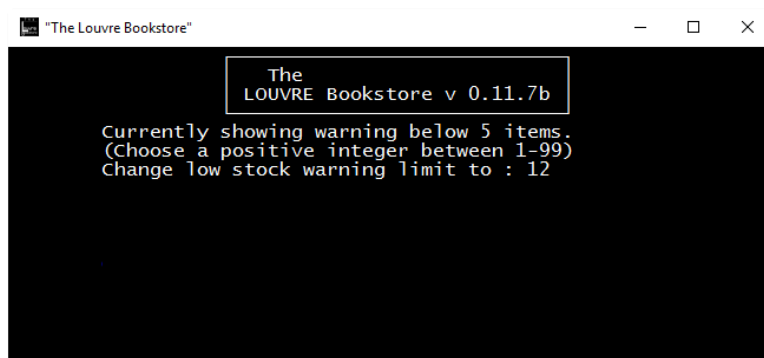 "The Louvre Bookstore"
The
LOUVRE Bookstore v 0.11.7b
Currently showing warning below 5 items.
(Choose a positive integer between 1-99)
Change low stock warning limit to : 12